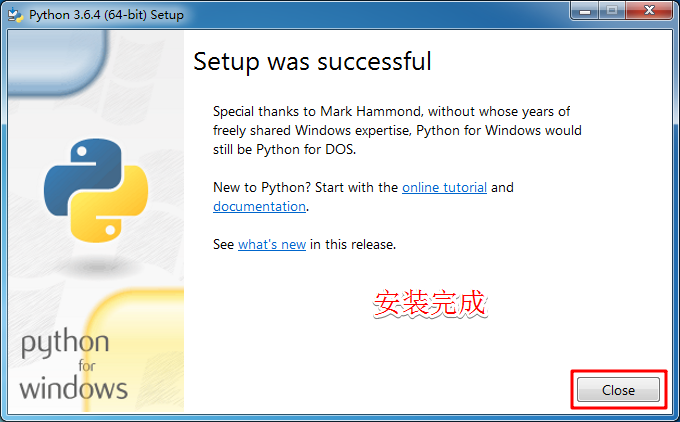 Python 3.6.4 (64-bit) Setup
Setup was successful
Special thanks to Mark Hammond, without whose years of
freely shared Windows expertise, Python for Windows would
still be Python for DOS.
New to Python? Start with the online tutorial and
documentation.
See what's new in this release.
安装完成
python
for
windows
Close